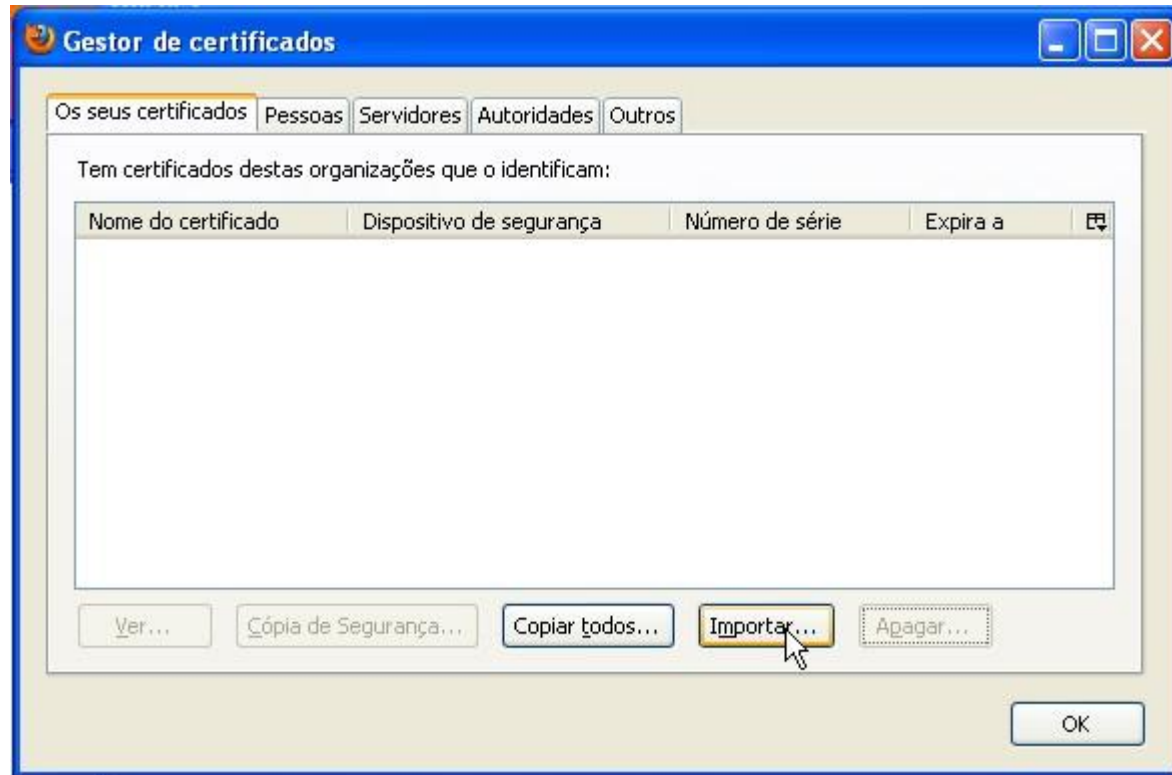 Gestor de certificados
Os seus certificados Pessoas Servidores Autoridades Outros
Tem certificados destas organizações que o identificam:
Nome do certificado Dispositivo de segurança Número de série Expira a
Ver... Cópia de Segurança... Copiar todos... Importar... Apagar...
OK